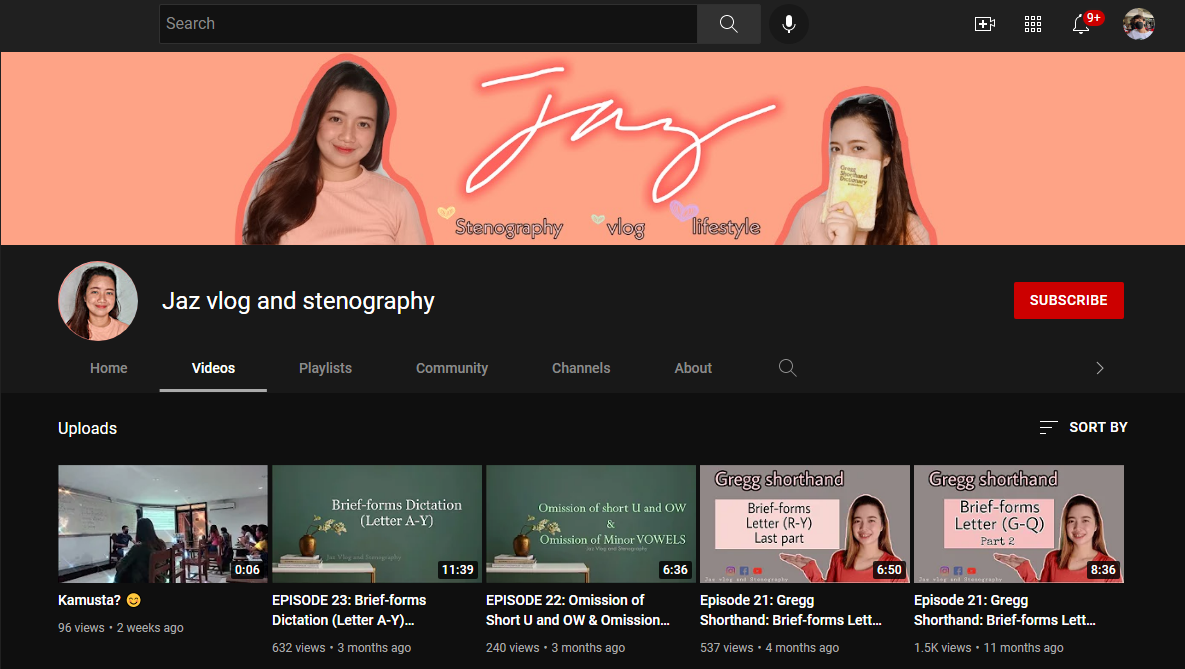 Search
9+
Jaz
Gregg
Shorthand
Dictionary
Stenography
vlog
lifestyle
Jaz vlog and stenography
SUBSCRIBE
Home
Videos
Playlists
Community
Channels
About
Uploads
SORT BY
0:06
Brief-forms Dictation
(Letter A-Y)
Jaz Vlog and Stenography
11:39
Omission of short U and OW
&
Omission of Minor VOWELS
Jaz Vlog and Stenography
6:36
Gregg shorthand
Brief-forms
Letter (R-Y)
Last part
Jaz vlog and Stenography
6:50
Gregg shorthand
Brief-forms
Letter (G-Q)
Part 2
Jaz vlog and Stenography
8:36
Kamusta? 😊
96 views • 2 weeks ago
EPISODE 23: Brief-forms
Dictation (Letter A-Y)...
632 views • 3 months ago
EPISODE 22: Omission of
Short U and OW & Omission...
240 views • 3 months ago
Episode 21: Gregg
Shorthand: Brief-forms Lett...
537 views • 4 months ago
Episode 21: Gregg
Shorthand: Brief-forms Lett...
1.5K views • 11 months ago